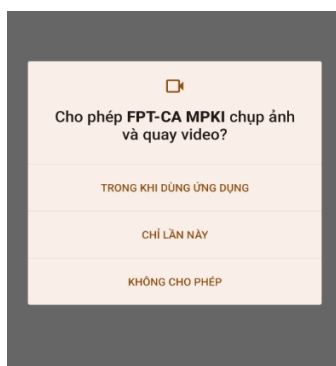 Cho phép FPT-CA MPKI chụp ảnh
và quay video?
TRONG KHI DÙNG ỨNG DỤNG
CHỈ LẦN NÀY
KHÔNG CHO PHÉP